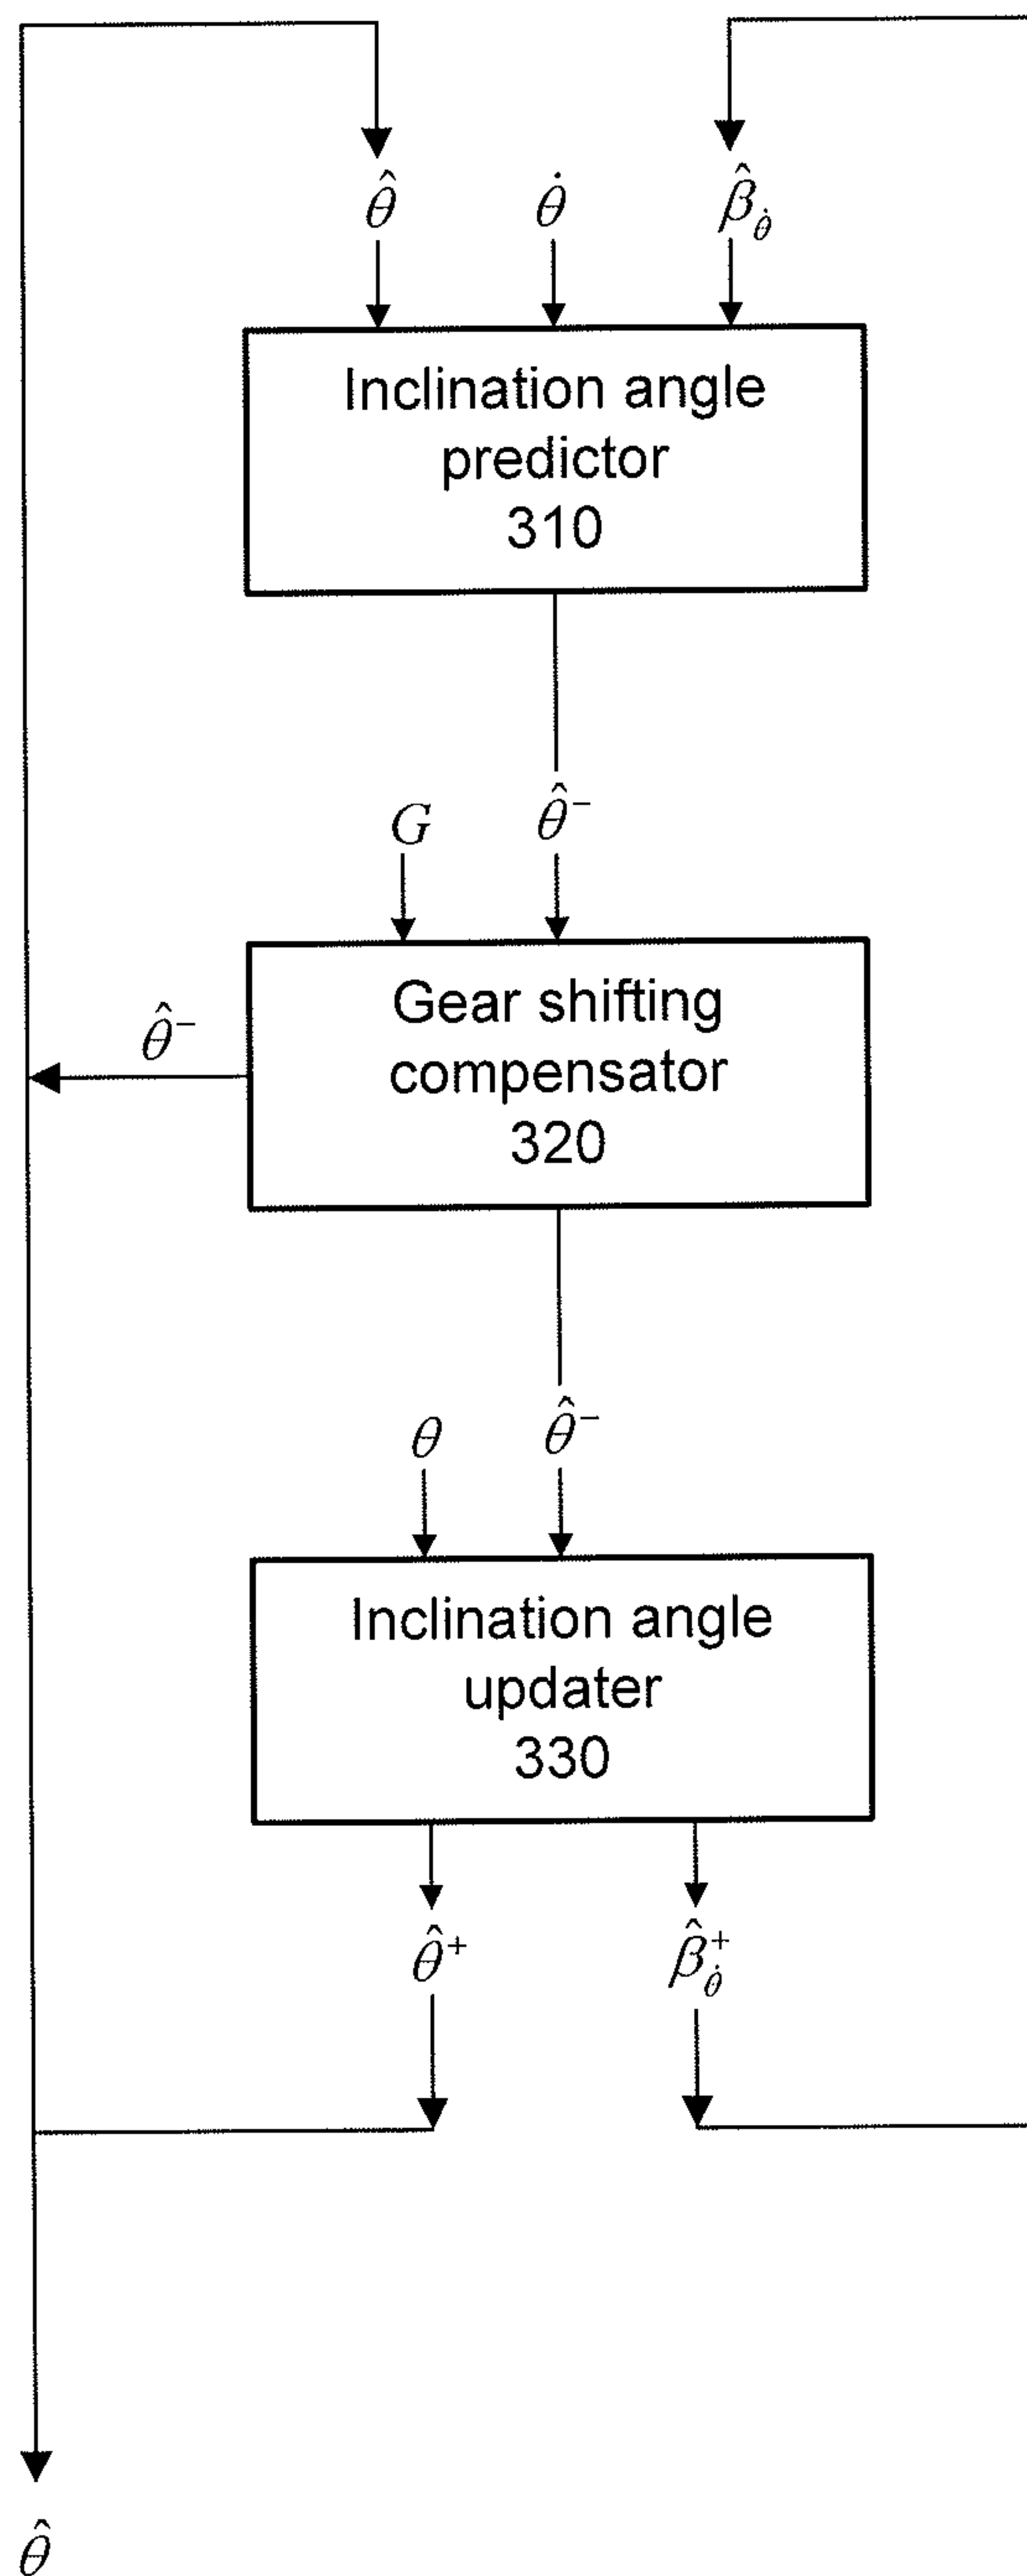 θ̂ θ̇ β̂_θ̇
Inclination angle
predictor
310
G θ̂⁻
Gear shifting
compensator
320
θ̂⁻
θ θ̂⁻
Inclination angle
updater
330
θ̂⁺ β̂_θ̇⁺
θ̂